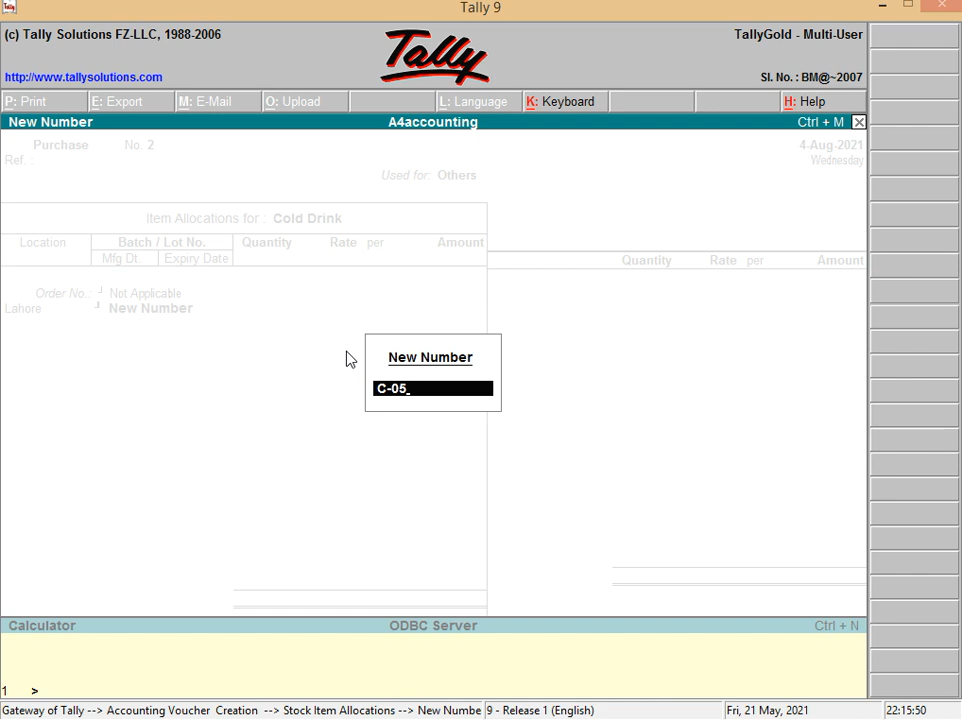 Tally 9
(c) Tally Solutions FZ-LLC, 1988-2006
Tally
TallyGold - Multi-User
http://www.tallysolutions.com
Sl. No. : BM@~2007
P: Print E: Export M: E-Mail O: Upload L: Language K: Keyboard H: Help
New Number A4accounting Ctrl + M
Purchase No. 2 4-Aug-2021
Ref. : Wednesday
Used for: Others
Item Allocations for : Cold Drink
Location Batch / Lot No. Quantity Rate per Amount
Mfg Dt. Expiry Date
Quantity Rate per Amount
Order No.: Not Applicable
Lahore New Number
New Number
C-05
Calculator ODBC Server Ctrl + N
1 >
Gateway of Tally --> Accounting Voucher Creation --> Stock Item Allocations --> New Numbe 9 - Release 1 (English) Fri, 21 May, 2021 22:15:50